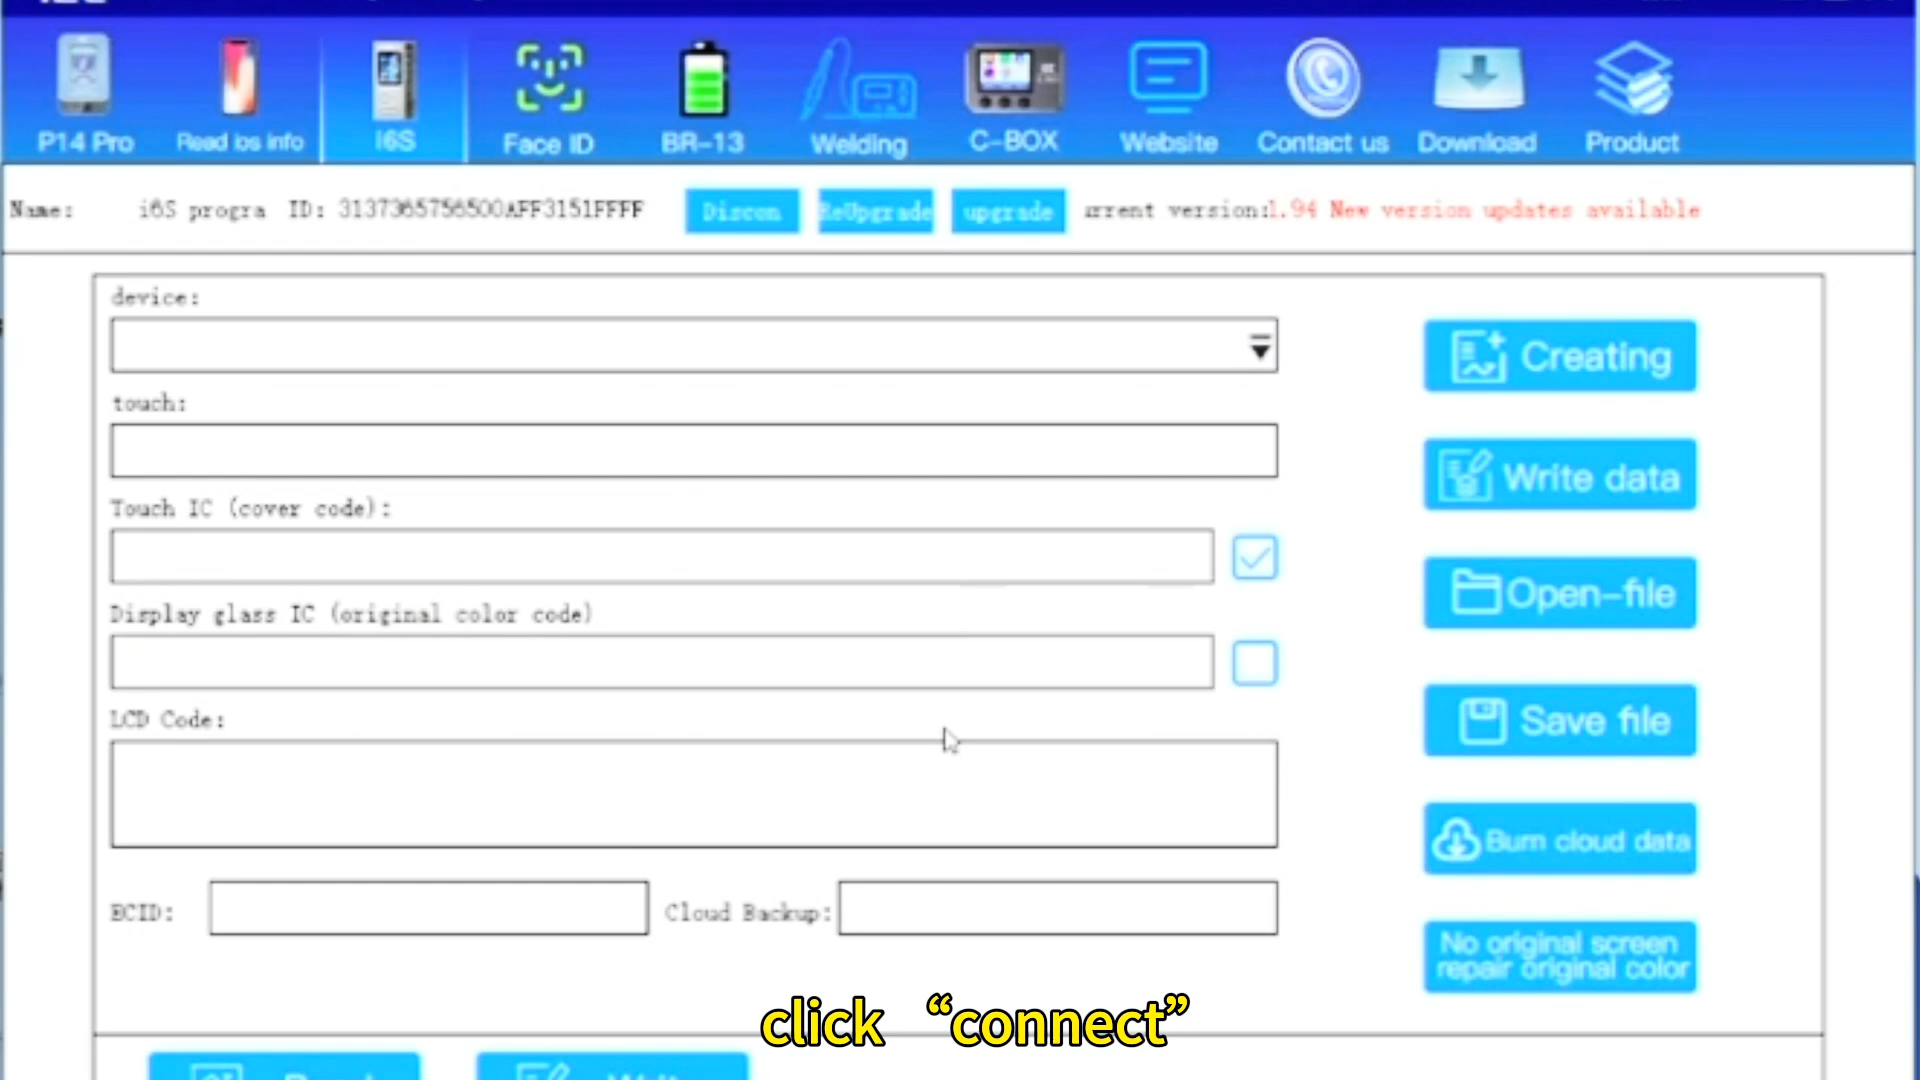 P14 Pro
Read ios info
i6S
Face ID
BR-13
Welding
C-BOX
Website
Contact us
Download
Product
Name: i6S progra ID: 3137365756500AFF3151FFFF
Discon
ReUpgrade
upgrade
urrent version:1.94 New version updates available
device:
Creating
touch:
Write data
Touch IC (cover code):
Open-file
Display glass IC (original color code)
Save file
LCD Code:
Burn cloud data
ECID:
Cloud Backup:
No original screen
repair original color
click “connect”